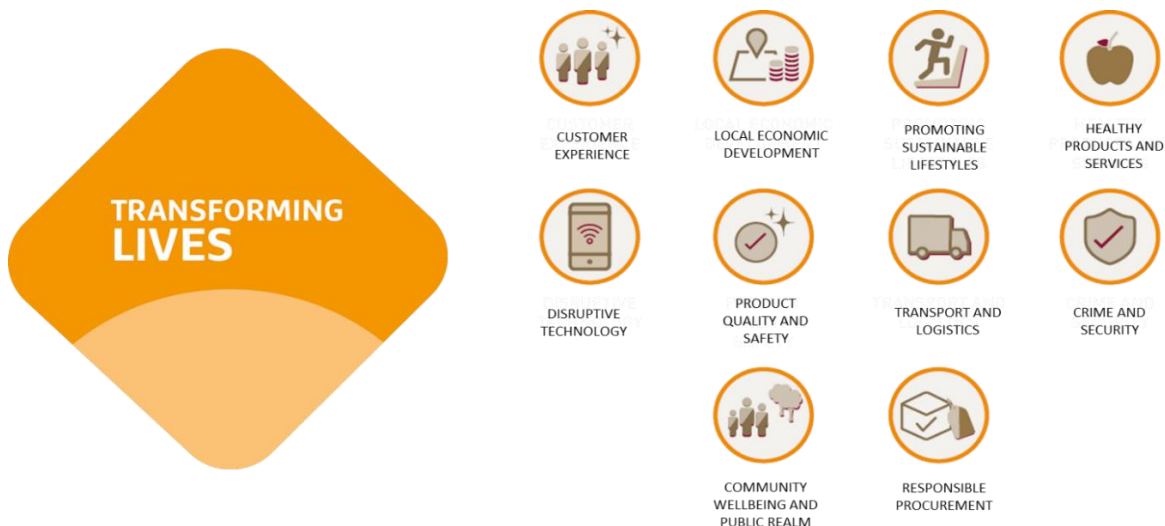 TRANSFORMING
LIVES
CUSTOMER
EXPERIENCE
LOCAL ECONOMIC
DEVELOPMENT
PROMOTING
SUSTAINABLE
LIFESTYLES
HEALTHY
PRODUCTS AND
SERVICES
DISRUPTIVE
TECHNOLOGY
PRODUCT
QUALITY AND
SAFETY
TRANSPORT AND
LOGISTICS
CRIME AND
SECURITY
COMMUNITY
WELLBEING AND
PUBLIC REALM
RESPONSIBLE
PROCUREMENT